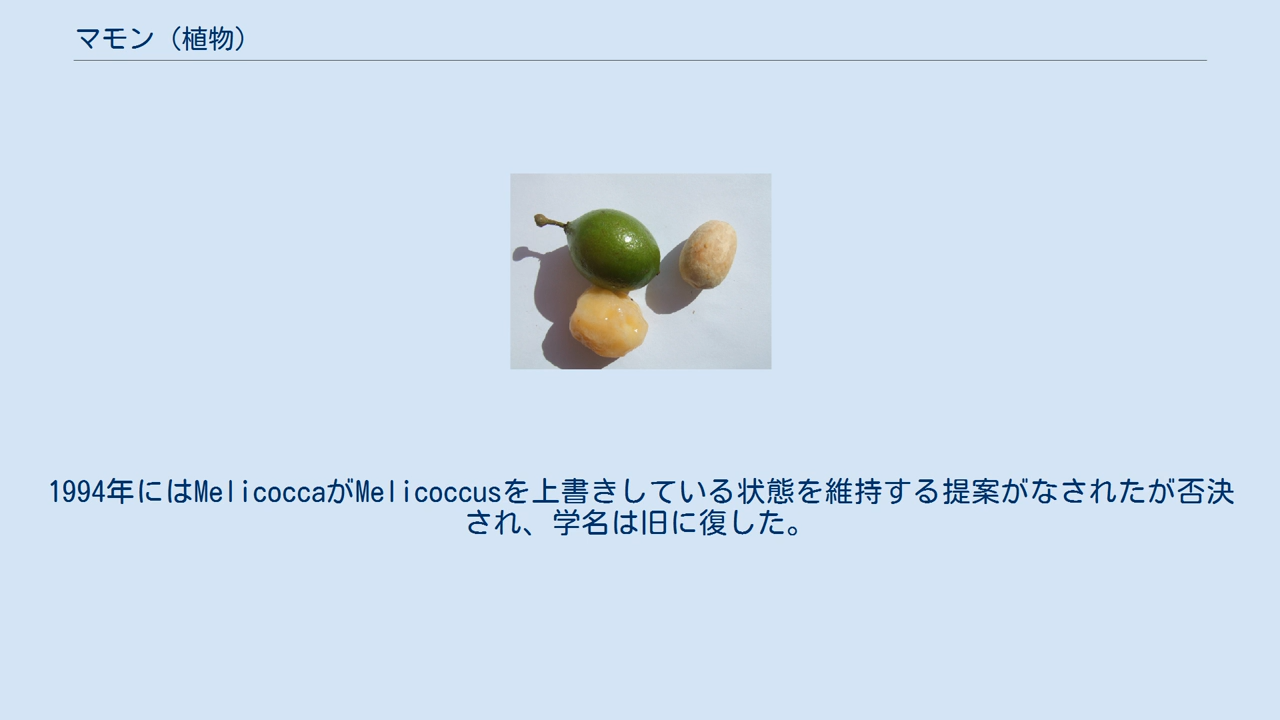 マモン（植物）
1994年にはMelicoccaがMelicoccusを上書きしている状態を維持する提案がなされたが否決
され、学名は旧に復した。